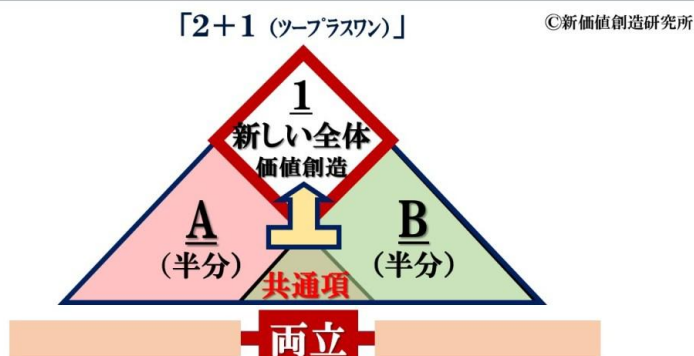 「2+1 (ツープラスワン)」
©新価値創造研究所
1
新しい全体
価値創造
A
(半分)
B
(半分)
共通項
両立